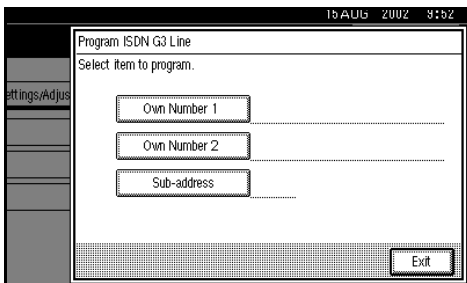 15 AUG 2002 9:52
Program ISDN G3 Line
Select item to program.
ettings/Adjus
Own Number 1
Own Number 2
Sub-address
Exit